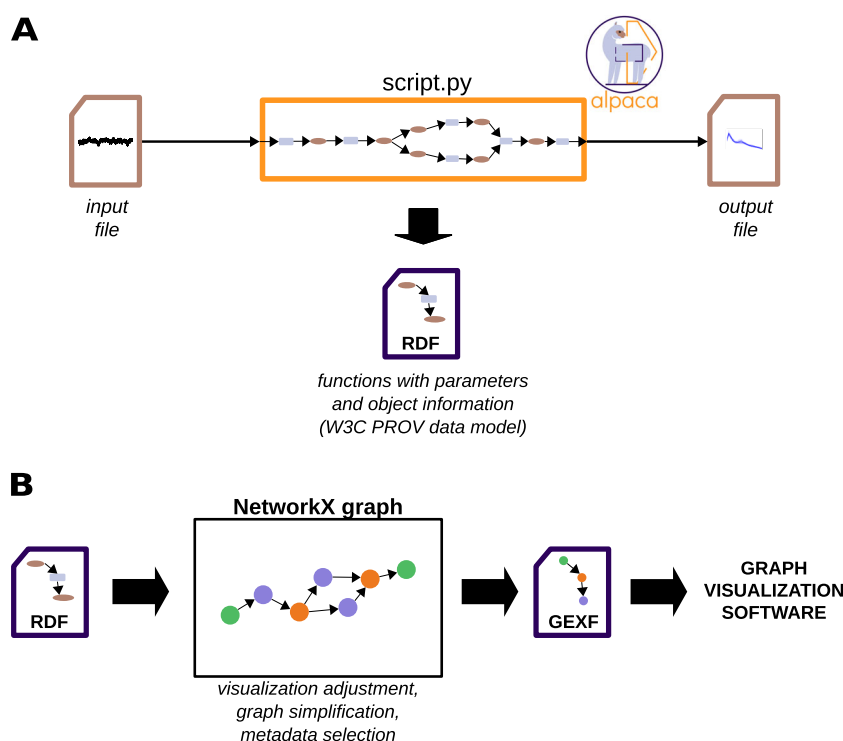 A
script.py
alpaca
input
file
output
file
RDF
functions with parameters
and object information
(W3C PROV data model)
B
NetworkX graph
RDF
GEXF
GRAPH
VISUALIZATION
SOFTWARE
visualization adjustment,
graph simplification,
metadata selection